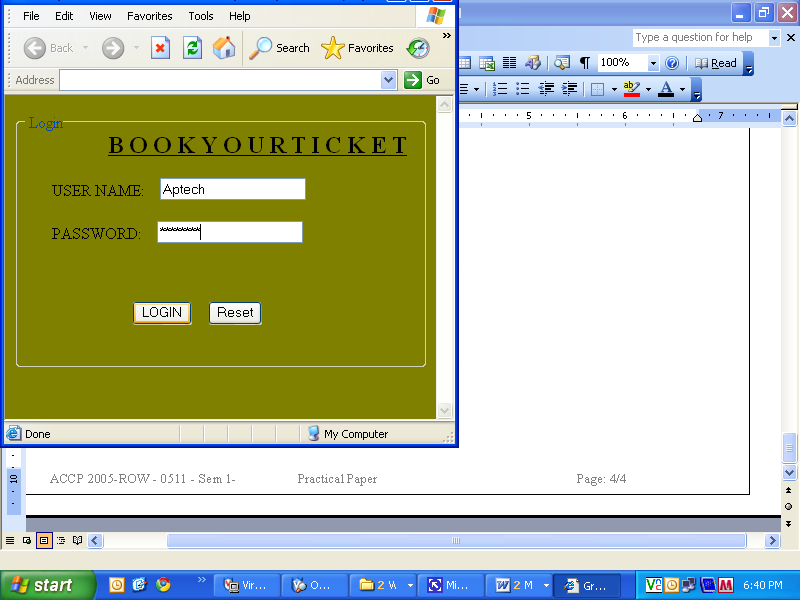 File Edit View Favorites Tools Help
Type a question for help
Back Search Favorites
100% Read
Address Go
5 6 7
Login
B O O K Y O U R T I C K E T
USER NAME: Aptech
PASSWORD: *********
LOGIN Reset
Done My Computer
10
ACCP 2005-ROW - 0511 - Sem 1- Practical Paper Page: 4/4
start Vir... O... 2 Mi... 2 M Gr... 6:40 PM